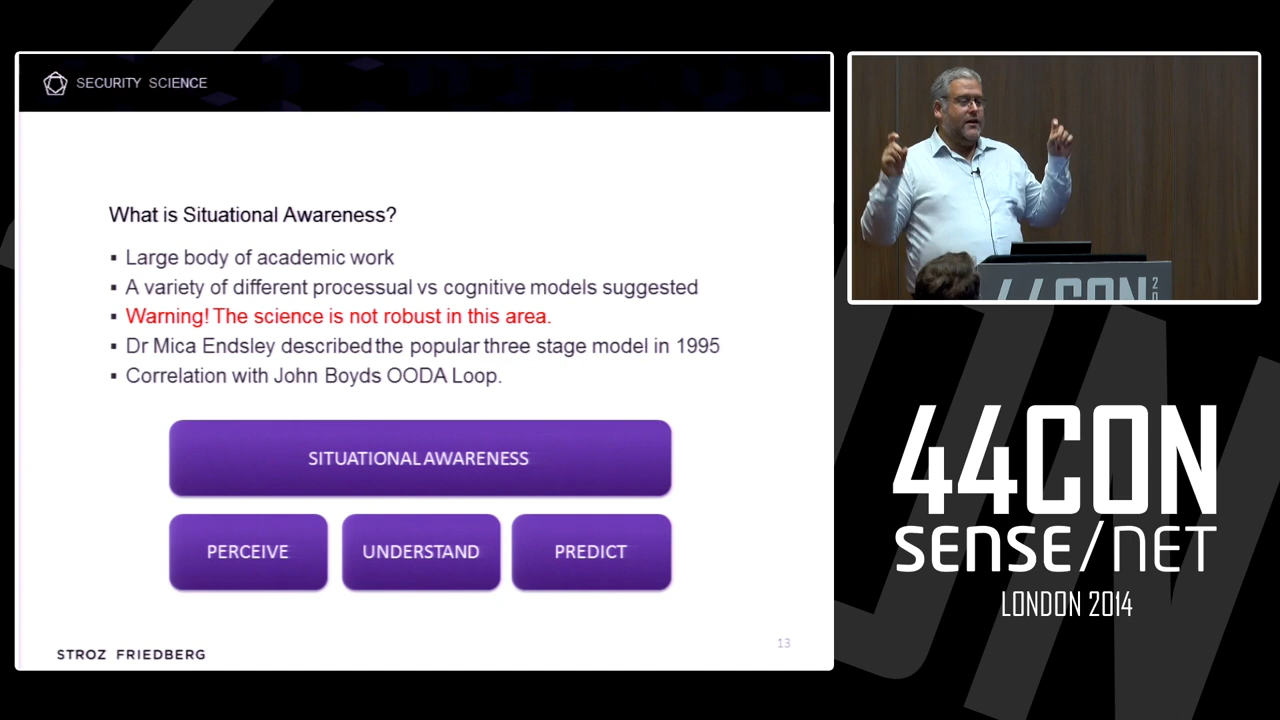 SECURITY SCIENCE
What is Situational Awareness?
▪ Large body of academic work
▪ A variety of different processual vs cognitive models suggested
▪ Warning! The science is not robust in this area.
▪ Dr Mica Endsley described the popular three stage model in 1995
▪ Correlation with John Boyds OODA Loop.
SITUATIONAL AWARENESS
PERCEIVE
UNDERSTAND
PREDICT
STROZ FRIEDBERG
13
44CON
44CON
SENSE/NET
LONDON 2014